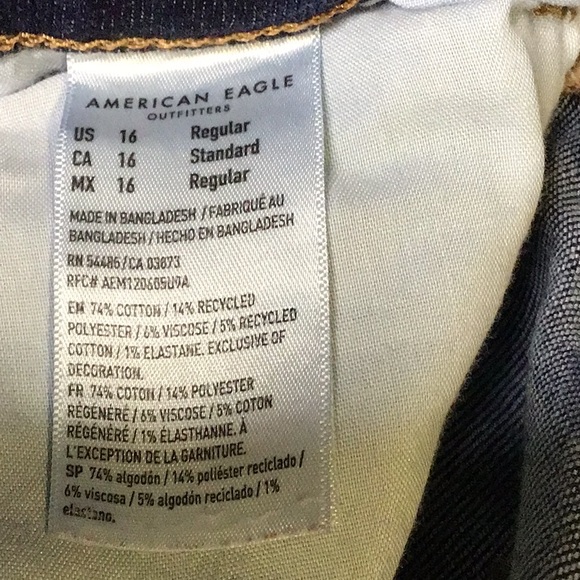 AMERICAN EAGLE
OUTFITTERS
US 16 Regular
CA 16 Standard
MX 16 Regular
MADE IN BANGLADESH / FABRIQUÉ AU
BANGLADESH / HECHO EN BANGLADESH
RN 54485 / CA 03873
RFC# AEM120605U9A
EN 74% COTTON / 14% RECYCLED
POLYESTER / 6% VISCOSE / 5% RECYCLED
COTTON / 1% ELASTANE. EXCLUSIVE OF
DECORATION.
FR 74% COTON / 14% POLYESTER
RÉGÉNÉRÉ / 6% VISCOSE / 5% COTON
RÉGÉNÉRÉ / 1% ÉLASTHANNE. À
L'EXCEPTION DE LA GARNITURE.
SP 74% algodón / 14% poliéster reciclado /
6% viscosa / 5% algodón reciclado / 1%
elastano.